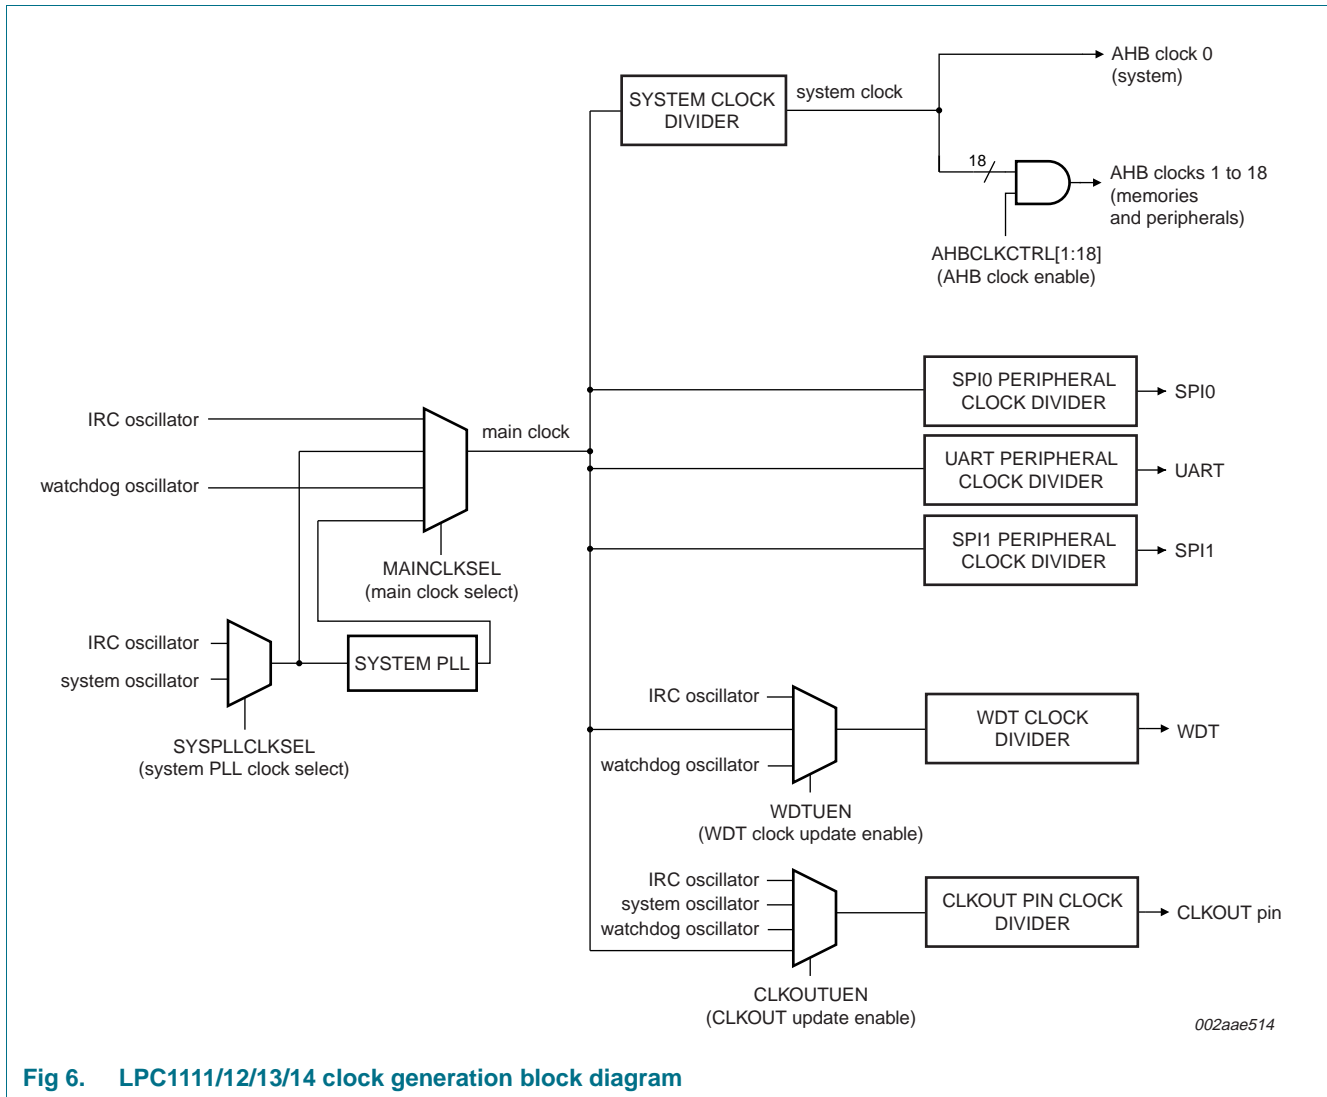 AHB clock 0
(system)
SYSTEM CLOCK
DIVIDER
system clock
18
AHB clocks 1 to 18
(memories
and peripherals)
AHBCLKCTRL[1:18]
(AHB clock enable)
SPI0 PERIPHERAL
CLOCK DIVIDER
SPI0
IRC oscillator
main clock
UART PERIPHERAL
CLOCK DIVIDER
UART
watchdog oscillator
SPI1 PERIPHERAL
CLOCK DIVIDER
SPI1
MAINCLKSEL
(main clock select)
IRC oscillator
system oscillator
SYSTEM PLL
SYSPLLCLKSEL
(system PLL clock select)
IRC oscillator
watchdog oscillator
WDT CLOCK
DIVIDER
WDT
WDTUEN
(WDT clock update enable)
IRC oscillator
system oscillator
watchdog oscillator
CLKOUT PIN CLOCK
DIVIDER
CLKOUT pin
CLKOUTUEN
(CLKOUT update enable)
002aae514
Fig 6. LPC1111/12/13/14 clock generation block diagram